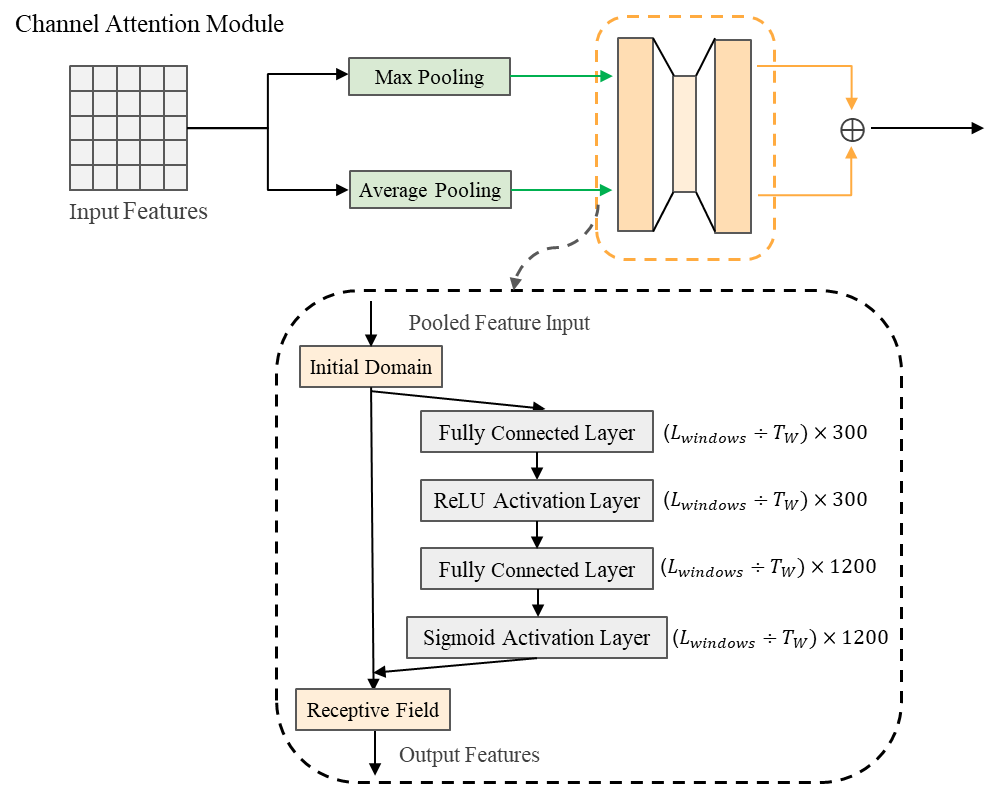 Channel Attention Module
Max Pooling
Average Pooling
Input Features
Pooled Feature Input
Initial Domain
Fully Connected Layer
(L_windows ÷ T_W) × 300
ReLU Activation Layer
(L_windows ÷ T_W) × 300
Fully Connected Layer
(L_windows ÷ T_W) × 1200
Sigmoid Activation Layer
(L_windows ÷ T_W) × 1200
Receptive Field
Output Features